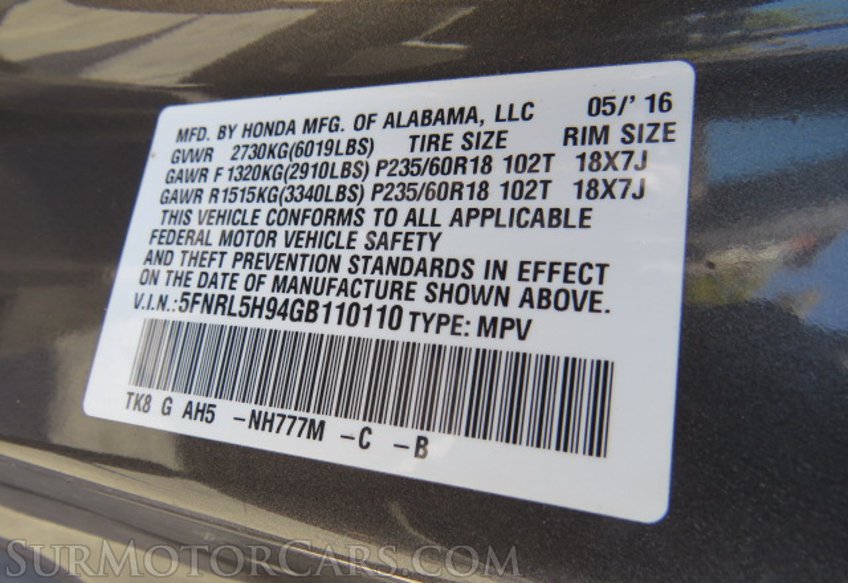 MFD. BY HONDA MFG. OF ALABAMA, LLC 05/' 16
GVWR 2730KG(6019LBS) TIRE SIZE RIM SIZE
GAWR F 1320KG(2910LBS) P235/60R18 102T 18X7J
GAWR R1515KG(3340LBS) P235/60R18 102T 18X7J
THIS VEHICLE CONFORMS TO ALL APPLICABLE
FEDERAL MOTOR VEHICLE SAFETY
AND THEFT PREVENTION STANDARDS IN EFFECT
ON THE DATE OF MANUFACTURE SHOWN ABOVE.
V.I.N.:5FNRL5H94GB110110 TYPE: MPV
TK8 G AH5 -NH777M -C -B
SurMotorCars.com